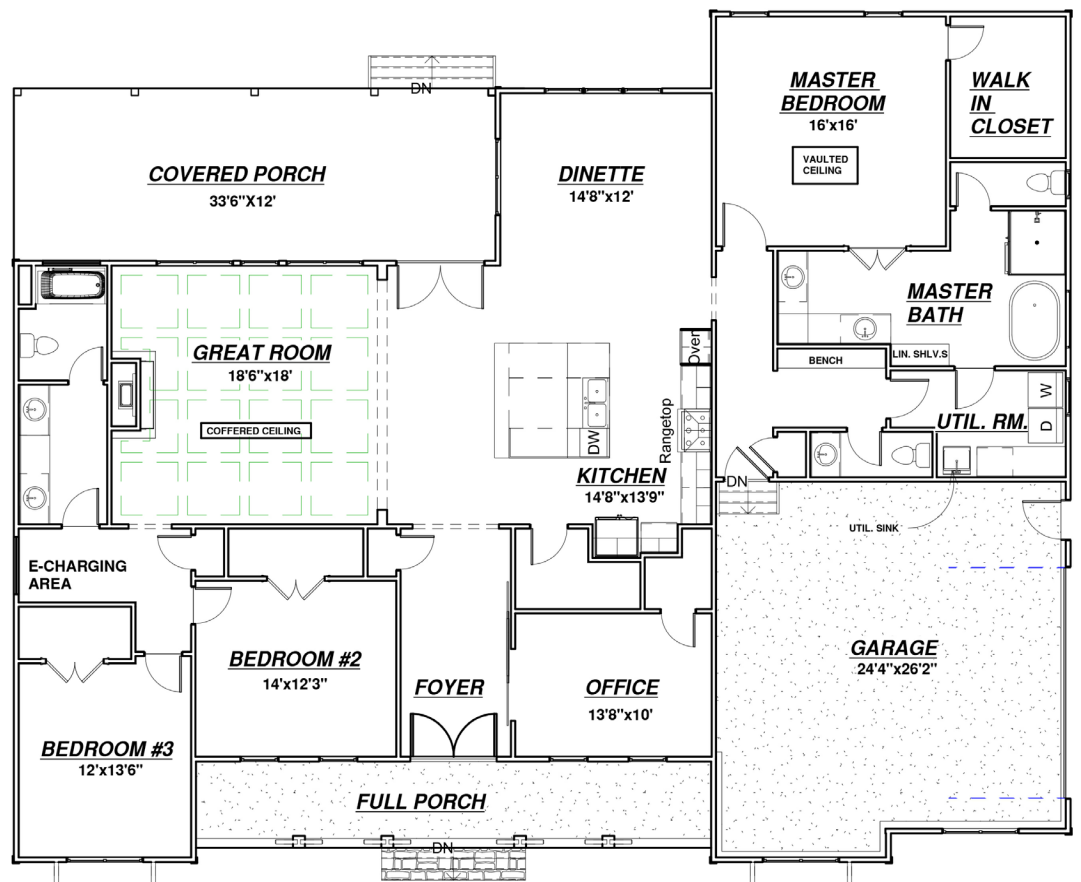 MASTER
BEDROOM
16'x16'
VAULTED
CEILING
WALK
IN
CLOSET
DN
COVERED PORCH
33'6"X12'
DINETTE
14'8"x12'
MASTER
BATH
GREAT ROOM
18'6"x18'
COFFERED CEILING
Oven
BENCH
LIN. SHLV.S
Rangetop
DW
UTIL. RM.
W
D
KITCHEN
14'8"x13'9"
DN
UTIL. SINK
E-CHARGING
AREA
BEDROOM #2
14'x12'3"
FOYER
OFFICE
13'8"x10'
GARAGE
24'4"x26'2"
BEDROOM #3
12'x13'6"
FULL PORCH
DN